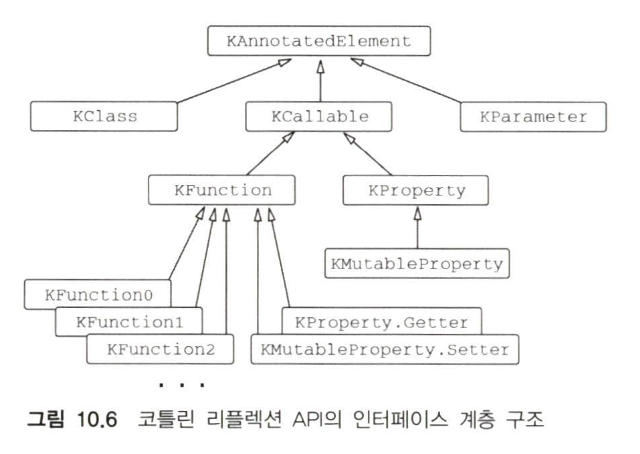 KAnnotatedElement
KClass KCallable KParameter
KFunction KProperty
KMutableProperty
KFunction0
KFunction1 KProperty.Getter
KFunction2 KMutableProperty.Setter
. . .
그림 10.6 코틀린 리플렉션 API의 인터페이스 계층 구조